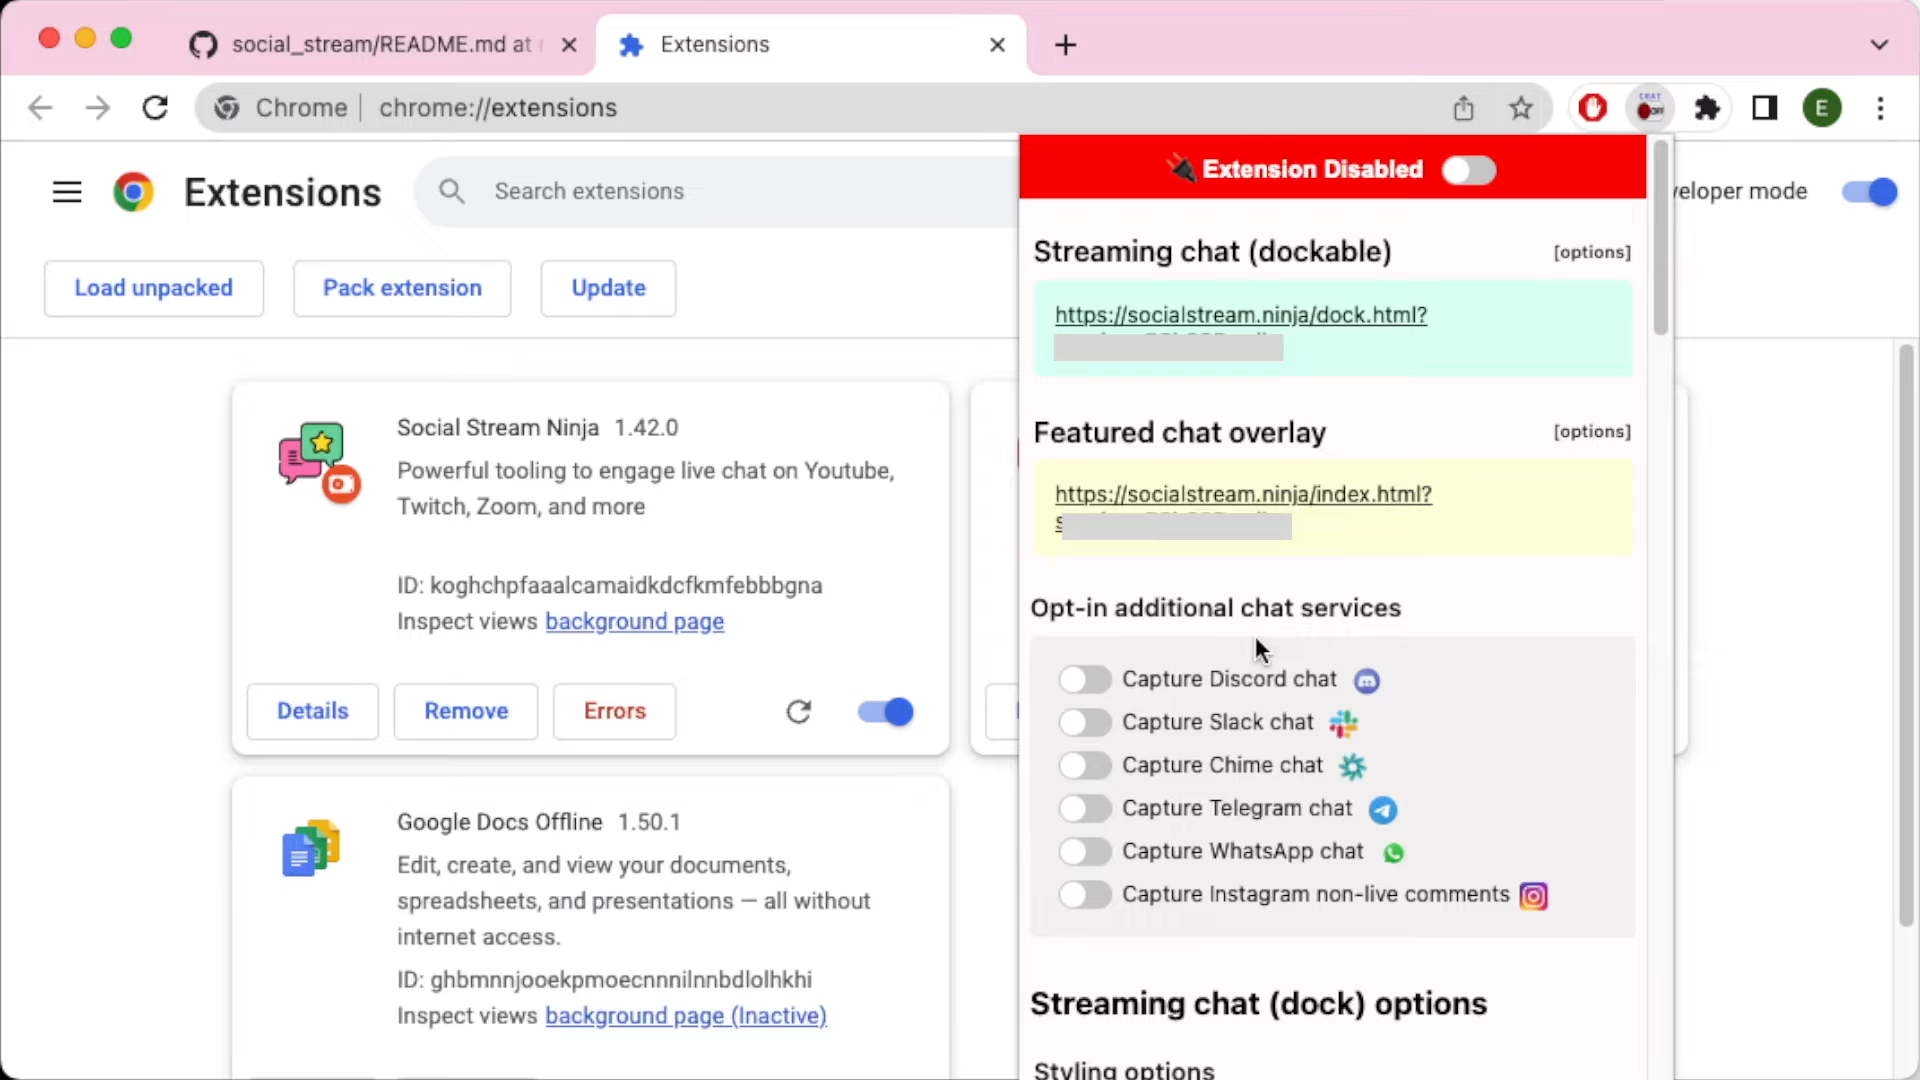 social_stream/README.md at
Extensions
Chrome
chrome://extensions
CHAT
OFF
E
Extensions
Search extensions
veloper mode
Load unpacked
Pack extension
Update
Social Stream Ninja 1.42.0
Powerful tooling to engage live chat on Youtube,
Twitch, Zoom, and more
ID: koghchpfaaalcamaidkdcfkmfebbbgna
Inspect views background page
Details
Remove
Errors
Google Docs Offline 1.50.1
Edit, create, and view your documents,
spreadsheets, and presentations — all without
internet access.
ID: ghbmnnjooekpmoecnnnilnnbdlolhkhi
Inspect views background page (Inactive)
Extension Disabled
Streaming chat (dockable)
[options]
https://socialstream.ninja/dock.html?
Featured chat overlay
[options]
https://socialstream.ninja/index.html?
Opt-in additional chat services
Capture Discord chat
Capture Slack chat
Capture Chime chat
Capture Telegram chat
Capture WhatsApp chat
Capture Instagram non-live comments
Streaming chat (dock) options
Styling options